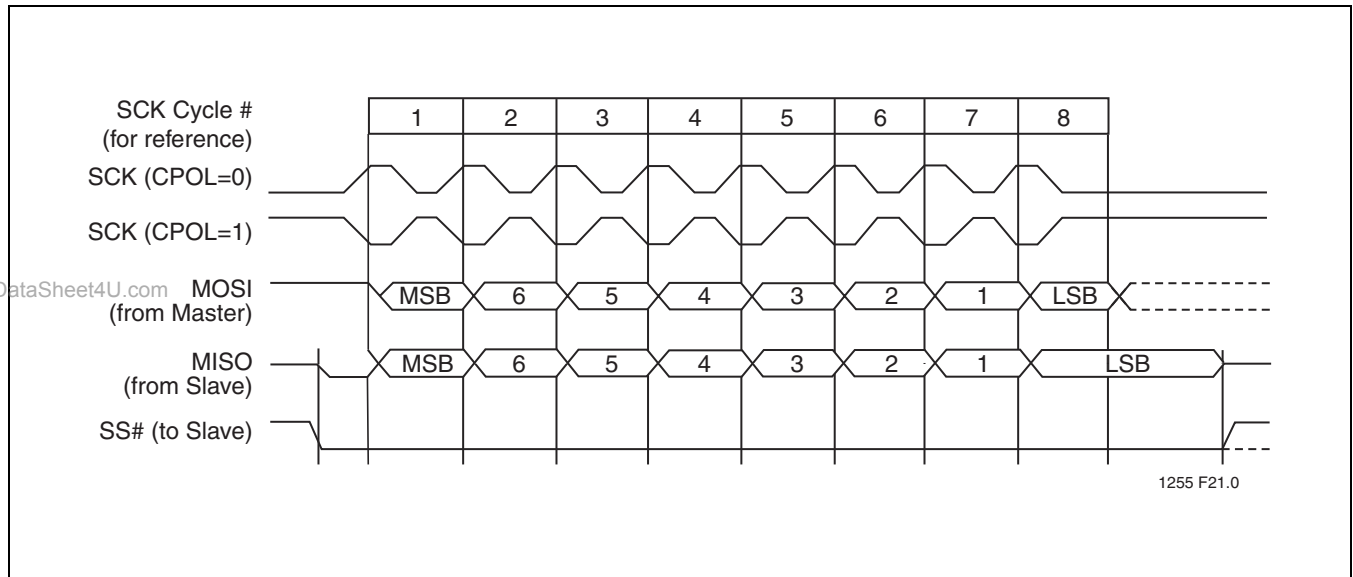 SCK Cycle #
(for reference)
1 2 3 4 5 6 7 8
SCK (CPOL=0)
SCK (CPOL=1)
DataSheet4U.com
MOSI
(from Master)
MSB 6 5 4 3 2 1 LSB
MISO
(from Slave)
MSB 6 5 4 3 2 1 LSB
SS# (to Slave)
1255 F21.0